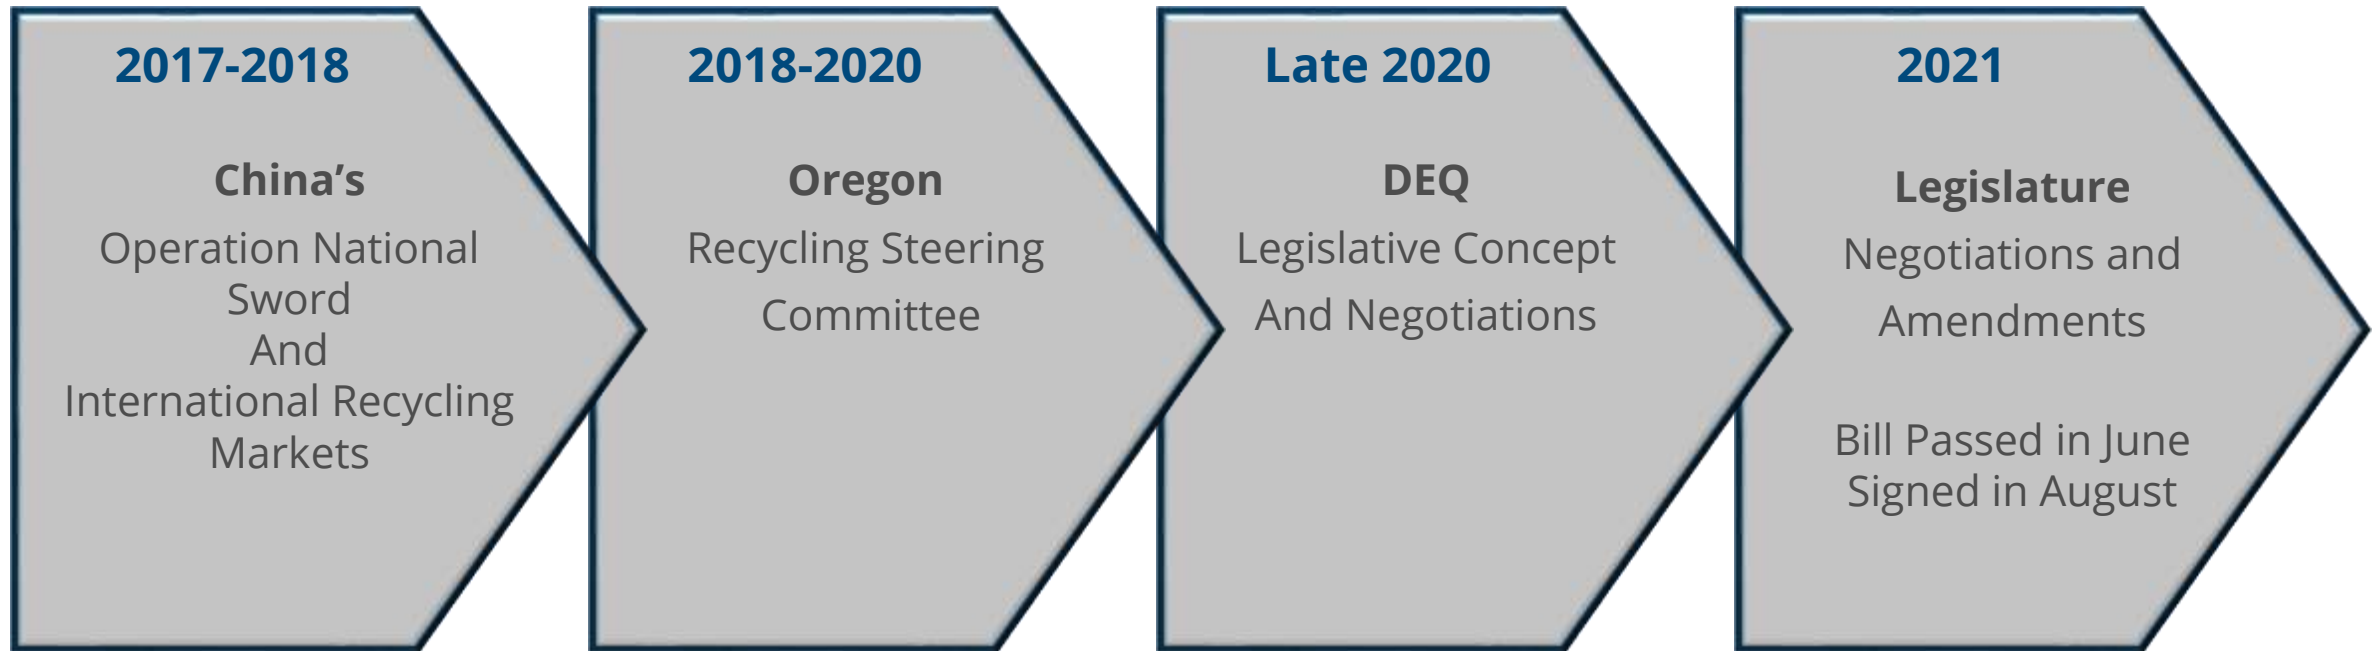 2017-2018
China’s
Operation National
Sword
And
International Recycling
Markets
2018-2020
Oregon
Recycling Steering
Committee
Late 2020
DEQ
Legislative Concept
And Negotiations
2021
Legislature
Negotiations and
Amendments
Bill Passed in June
Signed in August